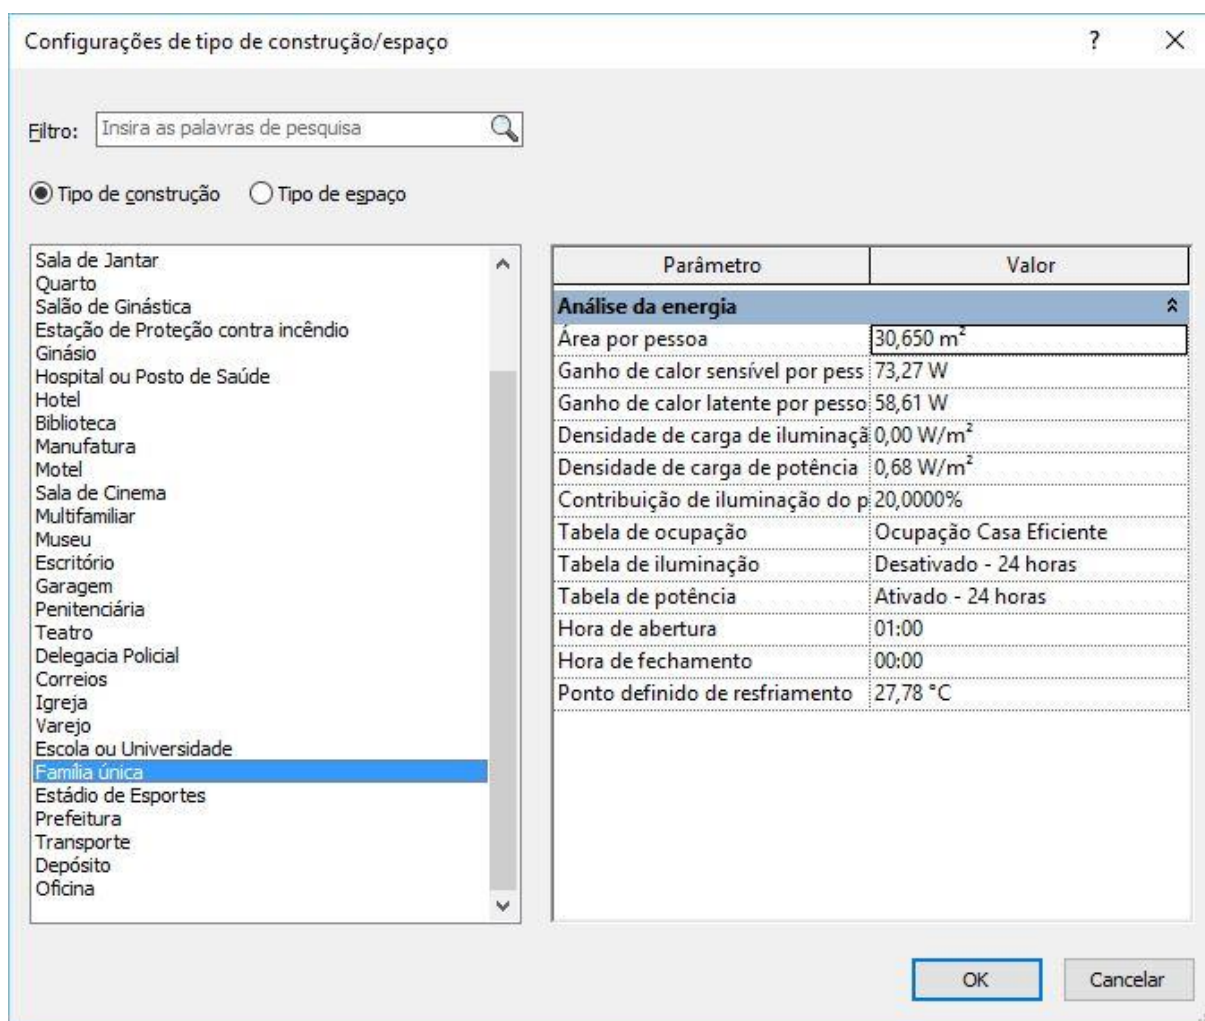 Configurações de tipo de construção/espaço
?
Filtro: Insira as palavras de pesquisa
Tipo de construção Tipo de espaço
Sala de Jantar
Quarto
Salão de Ginástica
Estação de Proteção contra incêndio
Ginásio
Hospital ou Posto de Saúde
Hotel
Biblioteca
Manufatura
Motel
Sala de Cinema
Multifamiliar
Museu
Escritório
Garagem
Penitenciária
Teatro
Delegacia Policial
Correios
Igreja
Varejo
Escola ou Universidade
Família única
Estádio de Esportes
Prefeitura
Transporte
Depósito
Oficina
Parâmetro Valor
Análise da energia
Área por pessoa 30,650 m²
Ganho de calor sensível por pess 73,27 W
Ganho de calor latente por pesso 58,61 W
Densidade de carga de iluminaçã 0,00 W/m²
Densidade de carga de potência 0,68 W/m²
Contribuição de iluminação do p 20,0000%
Tabela de ocupação Ocupação Casa Eficiente
Tabela de iluminação Desativado - 24 horas
Tabela de potência Ativado - 24 horas
Hora de abertura 01:00
Hora de fechamento 00:00
Ponto definido de resfriamento 27,78 °C
OK Cancelar